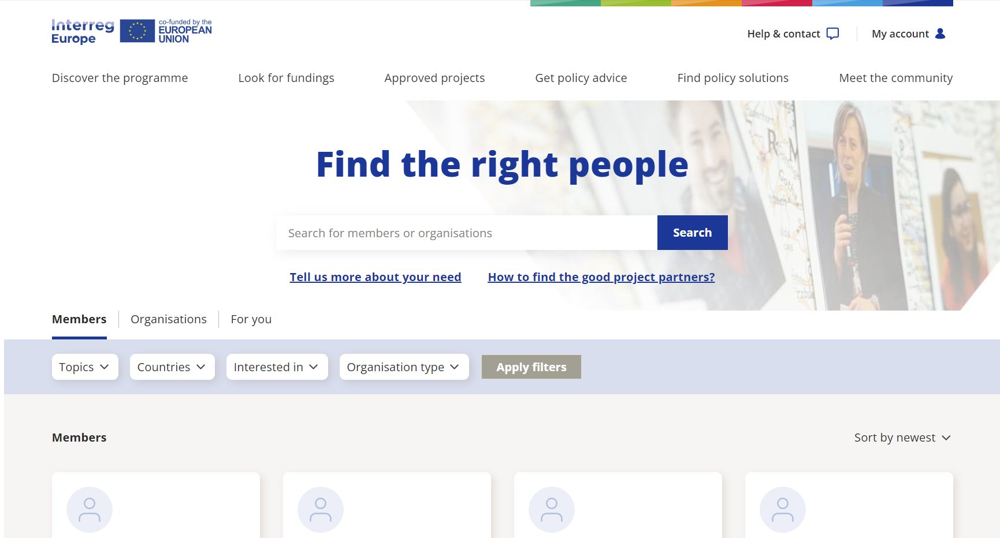 Interreg
Europe
co-funded by the
EUROPEAN
UNION
Help & contact
My account
Discover the programme
Look for fundings
Approved projects
Get policy advice
Find policy solutions
Meet the community
Find the right people
Search for members or organisations
Search
Tell us more about your need
How to find the good project partners?
Members
Organisations
For you
Topics
Countries
Interested in
Organisation type
Apply filters
Members
Sort by newest